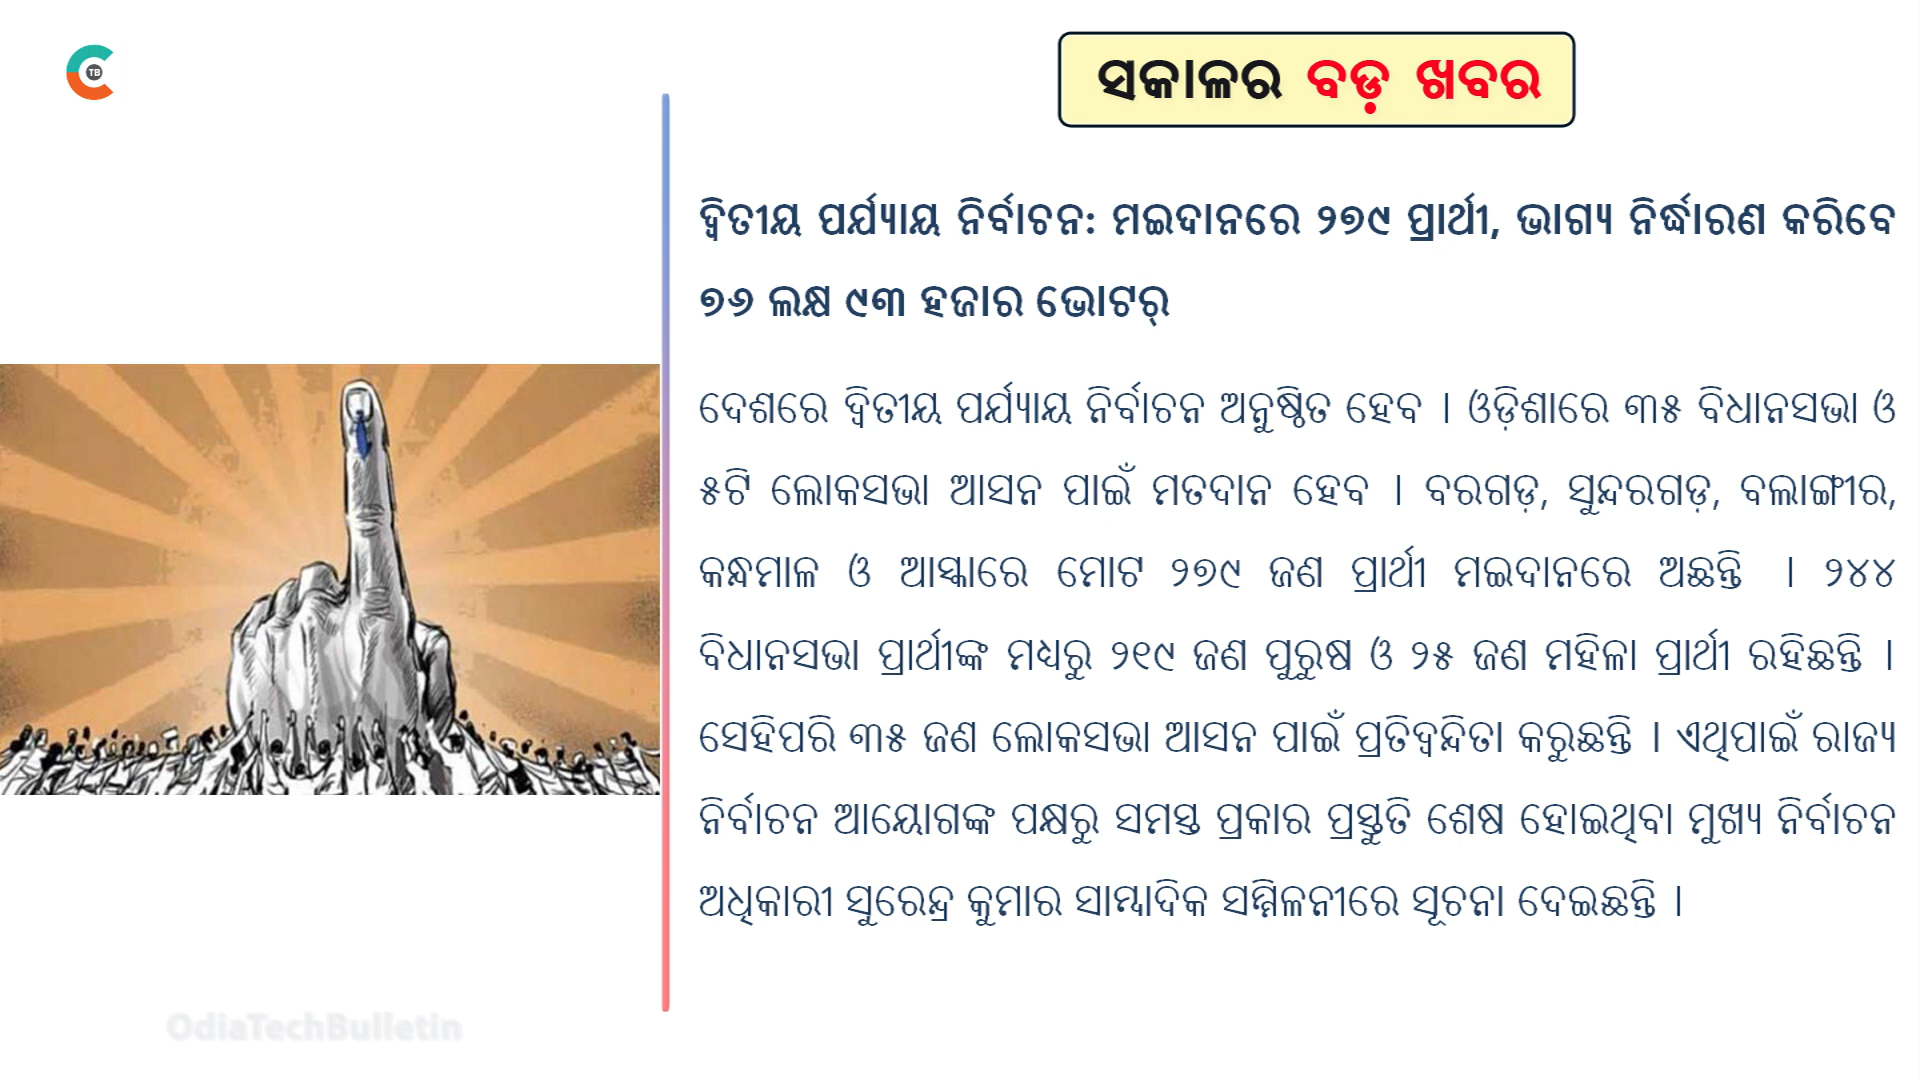 TB
ସକାଳର ବଡ଼ ଖବର
ଦ୍ୱିତୀୟ ପର୍ଯ୍ୟାୟ ନିର୍ବାଚନ: ମଇଦାନରେ ୨୭୯ ପ୍ରାର୍ଥୀ, ଭାଗ୍ୟ ନିର୍ଦ୍ଧାରଣ କରିବେ
୭୬ ଲକ୍ଷ ୯୩ ହଜାର ଭୋଟର୍
ଦେଶରେ ଦ୍ୱିତୀୟ ପର୍ଯ୍ୟାୟ ନିର୍ବାଚନ ଅନୁଷ୍ଠିତ ହେବ । ଓଡ଼ିଶାରେ ୩୫ ବିଧାନସଭା ଓ
୫ଟି ଲୋକସଭା ଆସନ ପାଇଁ ମତଦାନ ହେବ । ବରଗଡ଼, ସୁନ୍ଦରଗଡ଼, ବଲାଙ୍ଗୀର,
କନ୍ଧମାଳ ଓ ଆସ୍କାରେ ମୋଟ ୨୭୯ ଜଣ ପ୍ରାର୍ଥୀ ମଇଦାନରେ ଅଛନ୍ତି । ୨୪୪
ବିଧାନସଭା ପ୍ରାର୍ଥୀଙ୍କ ମଧ୍ୟରୁ ୨୧୯ ଜଣ ପୁରୁଷ ଓ ୨୫ ଜଣ ମହିଳା ପ୍ରାର୍ଥୀ ରହିଛନ୍ତି ।
ସେହିପରି ୩୫ ଜଣ ଲୋକସଭା ଆସନ ପାଇଁ ପ୍ରତିଦ୍ୱନ୍ଦିତା କରୁଛନ୍ତି । ଏଥିପାଇଁ ରାଜ୍ୟ
ନିର୍ବାଚନ ଆୟୋଗଙ୍କ ପକ୍ଷରୁ ସମସ୍ତ ପ୍ରକାର ପ୍ରସ୍ତୁତି ଶେଷ ହୋଇଥିବା ମୁଖ୍ୟ ନିର୍ବାଚନ
ଅଧିକାରୀ ସୁରେନ୍ଦ୍ର କୁମାର ସାମ୍ବାଦିକ ସମ୍ମିଳନୀରେ ସୂଚନା ଦେଇଛନ୍ତି ।
OdiaTechBulletin